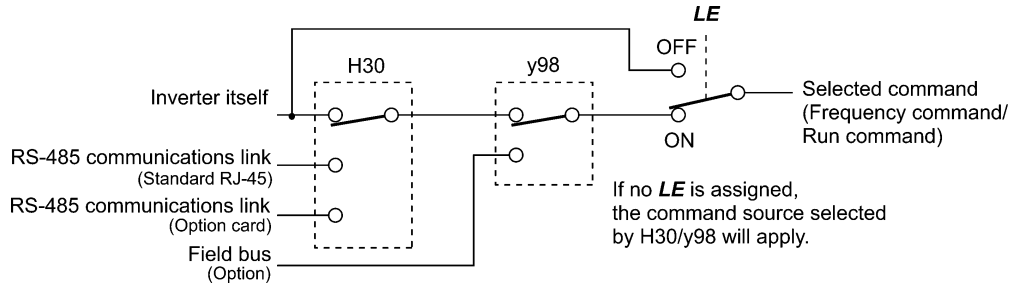 LE
OFF
H30
y98
Inverter itself
Selected command
(Frequency command/
Run command)
ON
RS-485 communications link
(Standard RJ-45)
RS-485 communications link
(Option card)
If no LE is assigned,
the command source selected
by H30/y98 will apply.
Field bus
(Option)